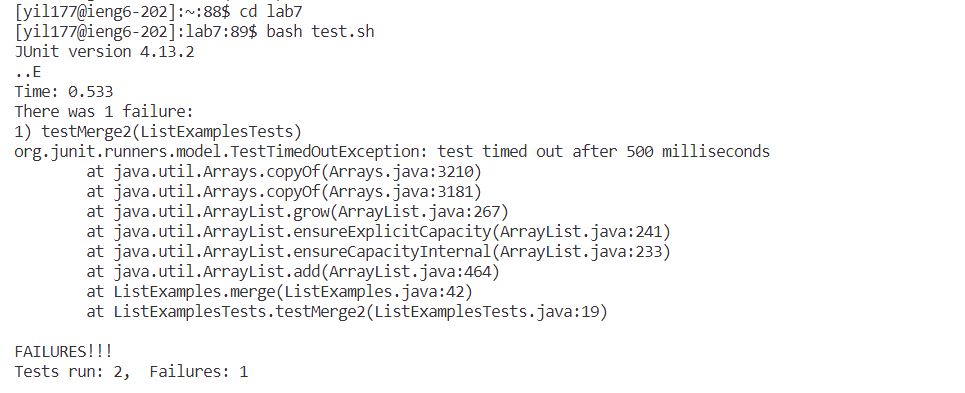 [yil177@ieng6-202]:~:88$ cd lab7
[yil177@ieng6-202]:lab7:89$ bash test.sh
JUnit version 4.13.2
..E
Time: 0.533
There was 1 failure:
1) testMerge2(ListExamplesTests)
org.junit.runners.model.TestTimedOutException: test timed out after 500 milliseconds
        at java.util.Arrays.copyOf(Arrays.java:3210)
        at java.util.Arrays.copyOf(Arrays.java:3181)
        at java.util.ArrayList.grow(ArrayList.java:267)
        at java.util.ArrayList.ensureExplicitCapacity(ArrayList.java:241)
        at java.util.ArrayList.ensureCapacityInternal(ArrayList.java:233)
        at java.util.ArrayList.add(ArrayList.java:464)
        at ListExamples.merge(ListExamples.java:42)
        at ListExamplesTests.testMerge2(ListExamplesTests.java:19)

FAILURES!!!
Tests run: 2,  Failures: 1